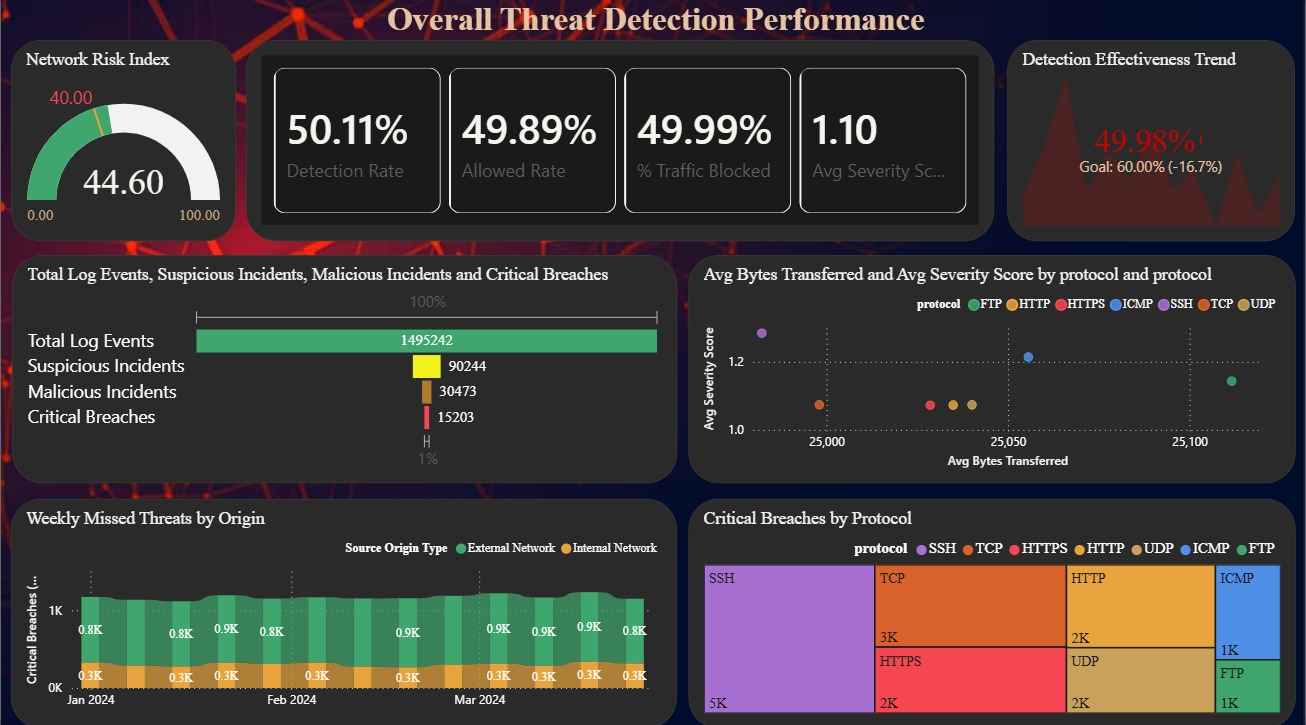 Overall Threat Detection Performance
Network Risk Index
40.00
44.60
0.00
100.00
50.11%
Detection Rate
49.89%
Allowed Rate
49.99%
% Traffic Blocked
1.10
Avg Severity Sc...
Detection Effectiveness Trend
49.98%!
Goal: 60.00% (-16.7%)
Total Log Events, Suspicious Incidents, Malicious Incidents and Critical Breaches
100%
Total Log Events 1495242
Suspicious Incidents 90244
Malicious Incidents 30473
Critical Breaches 15203
1%
Avg Bytes Transferred and Avg Severity Score by protocol and protocol
protocol FTP HTTP HTTPS ICMP SSH TCP UDP
Avg Severity Score
1.2
1.0
25,000 25,050 25,100
Avg Bytes Transferred
Weekly Missed Threats by Origin
Source Origin Type External Network Internal Network
Critical Breaches (...
1K
0K
0.8K 0.8K 0.9K 0.8K 0.9K 0.9K 0.9K 0.9K 0.8K
0.3K 0.3K 0.3K 0.3K 0.3K 0.3K 0.3K 0.3K 0.3K
Jan 2024 Feb 2024 Mar 2024
Critical Breaches by Protocol
protocol SSH TCP HTTPS HTTP UDP ICMP FTP
SSH
5K
TCP
3K
HTTPS
2K
HTTP
2K
UDP
2K
ICMP
1K
FTP
1K